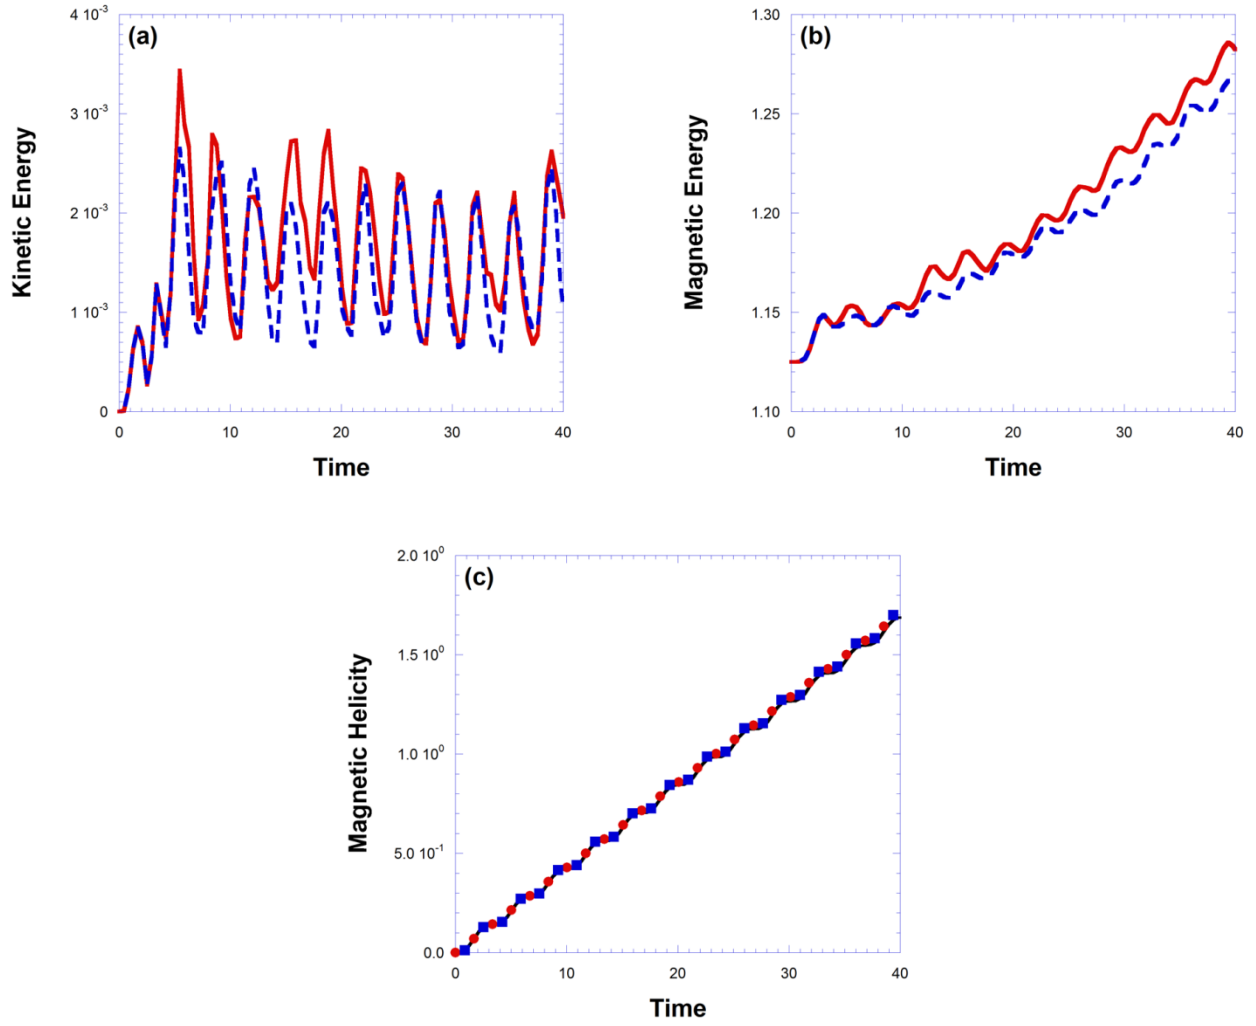 (a)
4 10⁻³
3 10⁻³
2 10⁻³
1 10⁻³
0
Kinetic Energy
0 10 20 30 40
Time
(b)
1.30
1.25
1.20
1.15
1.10
Magnetic Energy
0 10 20 30 40
Time
(c)
2.0 10⁰
1.5 10⁰
1.0 10⁰
5.0 10⁻¹
0.0
Magnetic Helicity
0 10 20 30 40
Time